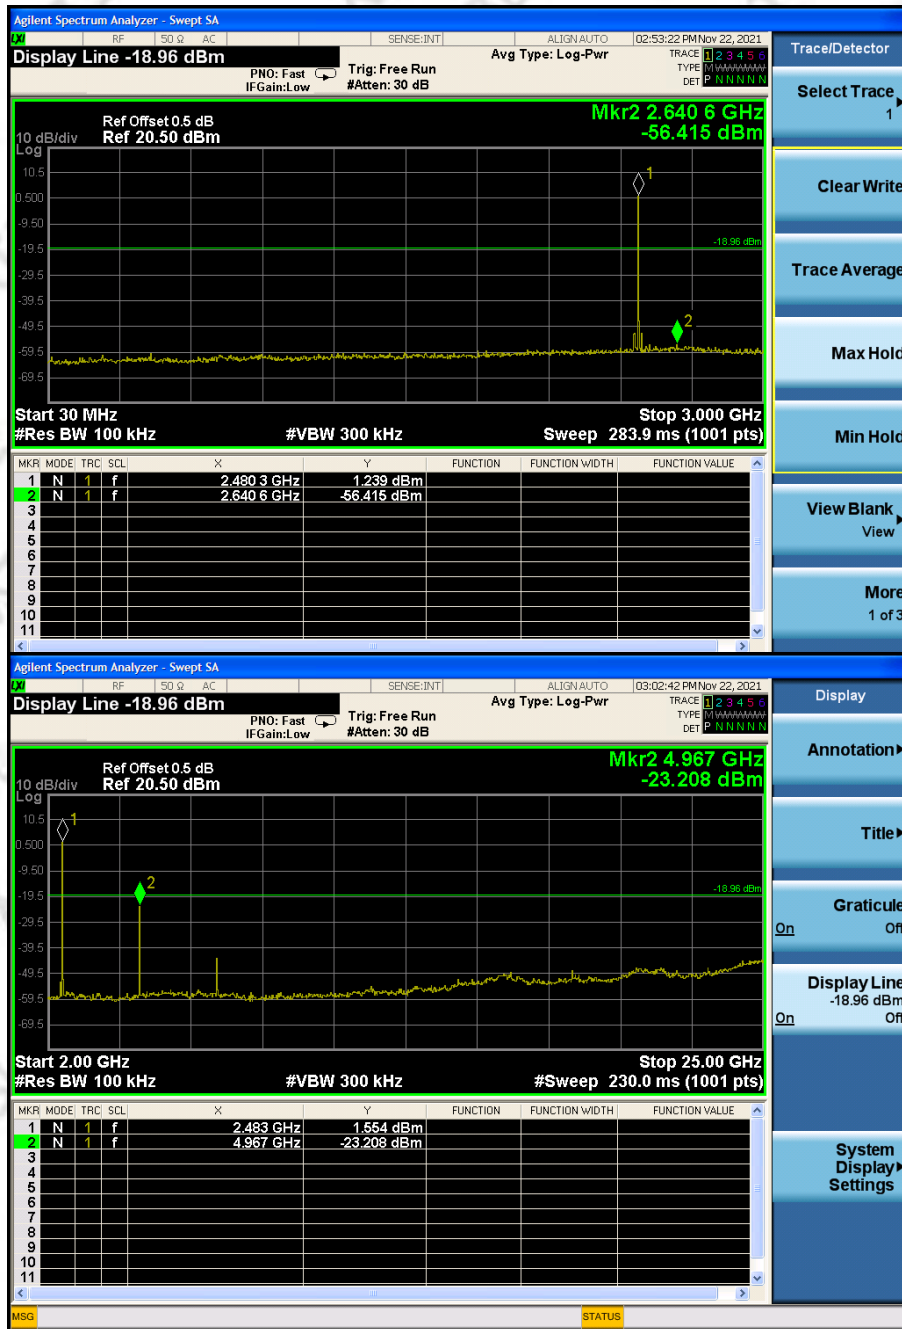 Agilent Spectrum Analyzer - Swept SA
LXI RF 50 Ω AC SENSE:INT ALIGN AUTO 02:53:22 PM Nov 22, 2021
Display Line -18.96 dBm
PNO: Fast
IFGain:Low
Trig: Free Run
#Atten: 30 dB
Avg Type: Log-Pwr
TRACE 1 2 3 4 5 6
TYPE M W W W W W
DET P N N N N N
Ref Offset 0.5 dB
10 dB/div Ref 20.50 dBm
Log
Mkr2 2.640 6 GHz
-56.415 dBm
10.5
0.500
-9.50
-19.5
-29.5
-39.5
-49.5
-59.5
-69.5
1
-18.96 dBm
2
Start 30 MHz Stop 3.000 GHz
#Res BW 100 kHz #VBW 300 kHz Sweep 283.9 ms (1001 pts)
MKR MODE TRC SCL X Y FUNCTION FUNCTION WIDTH FUNCTION VALUE
1 N 1 f 2.480 3 GHz 1.239 dBm
2 N 1 f 2.640 6 GHz -56.415 dBm
3
4
5
6
7
8
9
10
11
Trace/Detector
Select Trace
1
Clear Write
Trace Average
Max Hold
Min Hold
View Blank
View
More
1 of 3
Agilent Spectrum Analyzer - Swept SA
LXI RF 50 Ω AC SENSE:INT ALIGN AUTO 03:02:42 PM Nov 22, 2021
Display Line -18.96 dBm
PNO: Fast
IFGain:Low
Trig: Free Run
#Atten: 30 dB
Avg Type: Log-Pwr
TRACE 1 2 3 4 5 6
TYPE M W W W W W
DET P N N N N N
Ref Offset 0.5 dB
10 dB/div Ref 20.50 dBm
Log
Mkr2 4.967 GHz
-23.208 dBm
10.5
0.500
-9.50
-19.5
-29.5
-39.5
-49.5
-59.5
-69.5
1
2
-18.96 dBm
Start 2.00 GHz Stop 25.00 GHz
#Res BW 100 kHz #VBW 300 kHz #Sweep 230.0 ms (1001 pts)
MKR MODE TRC SCL X Y FUNCTION FUNCTION WIDTH FUNCTION VALUE
1 N 1 f 2.483 GHz 1.554 dBm
2 N 1 f 4.967 GHz -23.208 dBm
3
4
5
6
7
8
9
10
11
Display
Annotation
Title
Graticule
On Off
Display Line
-18.96 dBm
On Off
System
Display
Settings
MSG STATUS